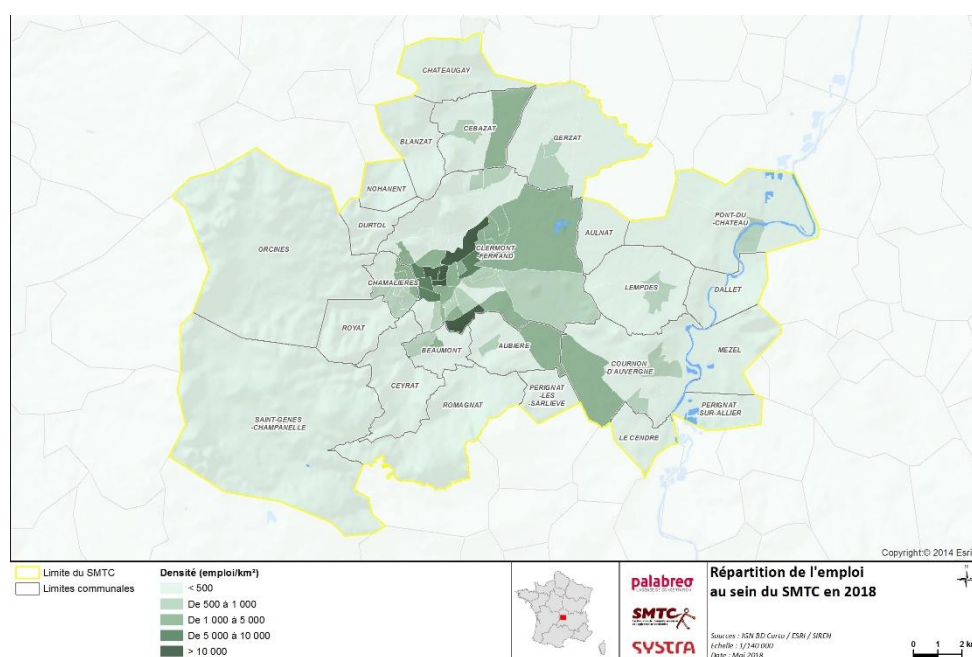 CHATEAUGAY
CEBAZAT
GERZAT
BLANZAT
NOHANENT
DURTOL
ORCINES
PONT-DU
-CHATEAU
AULNAT
CLERMONT
-FERRAND
CHAMALIERES
LEMPDES
DALLET
ROYAT
BEAUMONT
AUBIERE
COURNON
D'AUVERGNE
MEZEL
CEYRAT
ROMAGNAT
PERIGNAT
-LES
-SARLIEVE
PERIGNAT
SUR-ALLIER
SAINT-GENES
-CHAMPANELLE
LE CENDRE
Copyright:© 2014 Esri
Limite du SMTC
Limites communales
Densité (emploi/km²)
< 500
De 500 à 1 000
De 1 000 à 5 000
De 5 000 à 10 000
> 10 000
palabreo
SMTC
SYSTRA
Répartition de l'emploi
au sein du SMTC en 2018
Sources : IGN BD Carto / ESRI / SIREN
Echelle : 1/140 000
Date : Mai 2018
N
0 1 2 km